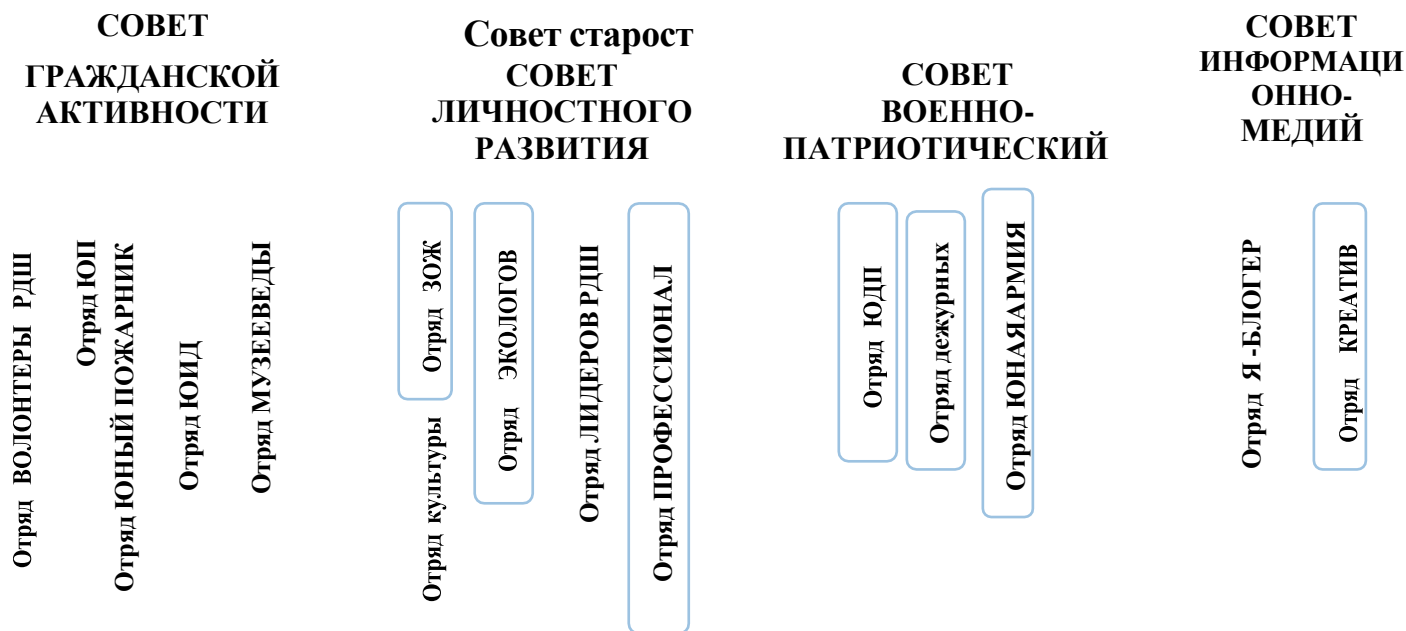 СОВЕТ
ГРАЖДАНСКОЙ
АКТИВНОСТИ
Совет старост
СОВЕТ
ЛИЧНОСТНОГО
РАЗВИТИЯ
СОВЕТ
ВОЕННО-
ПАТРИОТИЧЕСКИЙ
СОВЕТ
ИНФОРМАЦИ
ОННО-
МЕДИЙ
Отряд ВОЛОНТЕРЫ РДШ
Отряд ЮП
Отряд ЮНЫЙ ПОЖАРНИК
Отряд ЮИД
Отряд МУЗЕЕВЕДЫ
Отряд ЗОЖ
Отряд культуры
Отряд ЭКОЛОГОВ
Отряд ЛИДЕРОВ РДШ
Отряд ПРОФЕССИОНАЛ
Отряд ЮДП
Отряд дежурных
Отряд ЮНАЯАРМИЯ
Отряд Я -БЛОГЕР
Отряд КРЕАТИВ